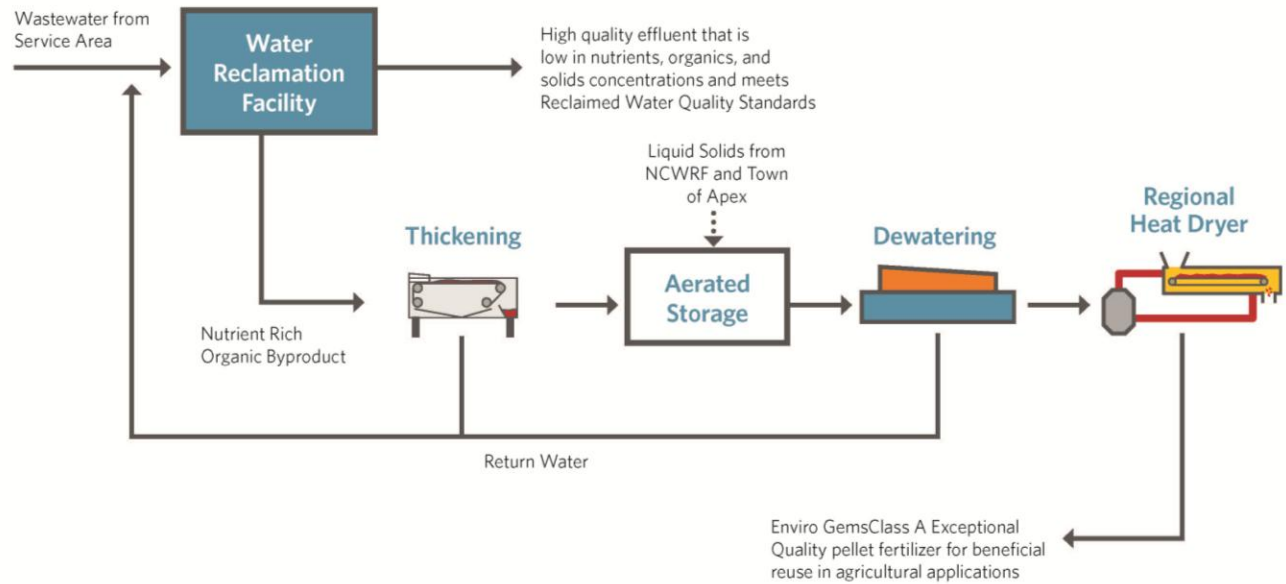 Wastewater from
Service Area
Water
Reclamation
Facility
High quality effluent that is
low in nutrients, organics, and
solids concentrations and meets
Reclaimed Water Quality Standards
Liquid Solids from
NCWRF and Town
of Apex
Thickening
Aerated
Storage
Dewatering
Regional
Heat Dryer
Nutrient Rich
Organic Byproduct
Return Water
Enviro GemsClass A Exceptional
Quality pellet fertilizer for beneficial
reuse in agricultural applications